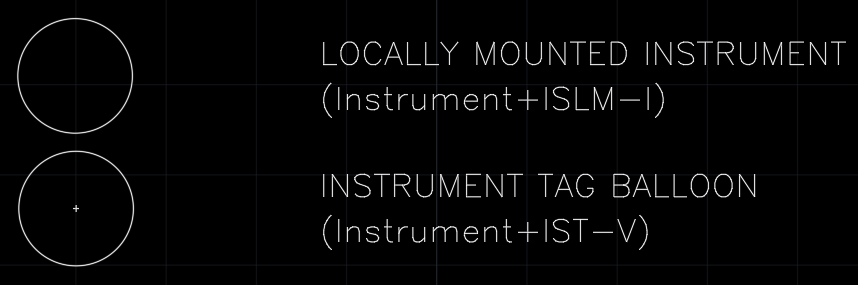 LOCALLY MOUNTED INSTRUMENT
(Instrument+ISLM-I)
INSTRUMENT TAG BALLOON
(Instrument+IST-V)